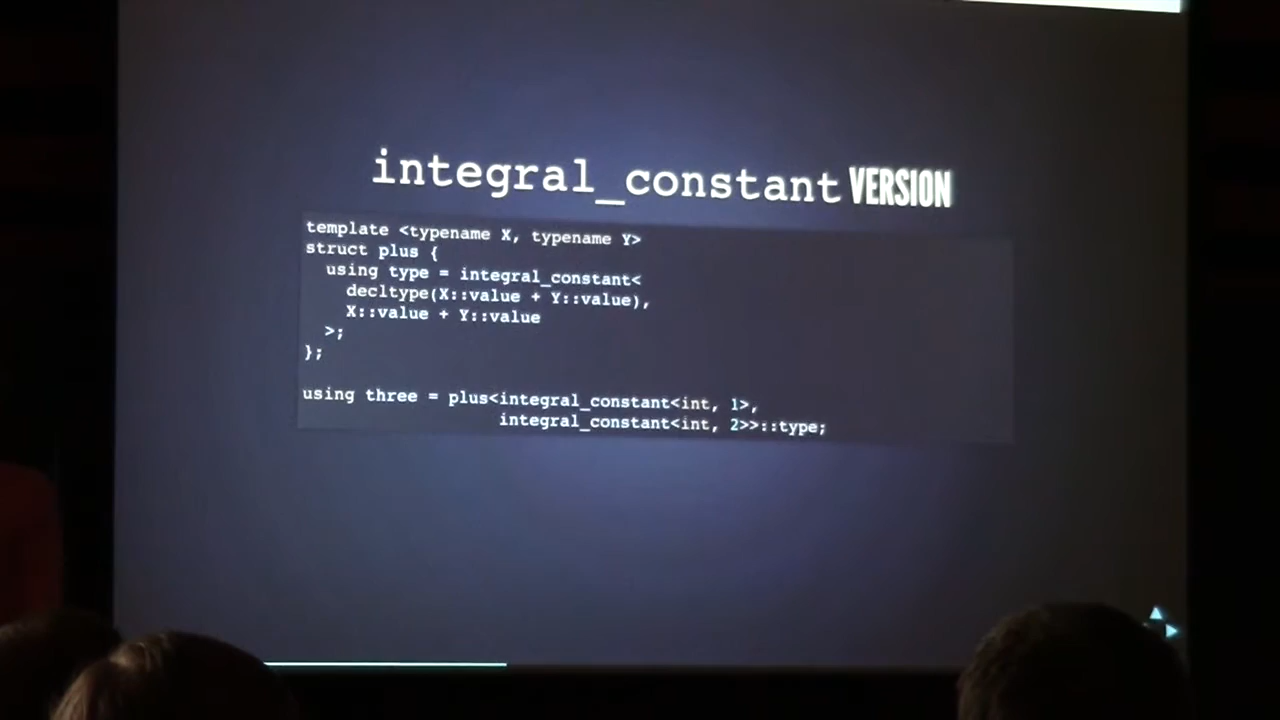 integral_constant VERSION
template <typename X, typename Y>
struct plus {
  using type = integral_constant<
    decltype(X::value + Y::value),
    X::value + Y::value
  >;
};

using three = plus<integral_constant<int, 1>,
                   integral_constant<int, 2>>::type;